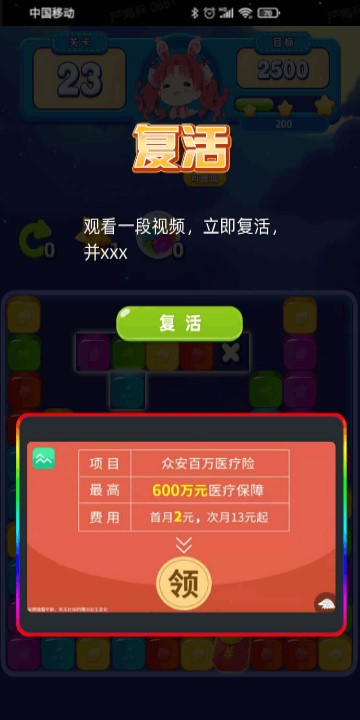 中国移动
关卡
目标
23
2500
200
复活
观看一段视频，立即复活，
并xxx
0
0
复 活
项目 众安百万医疗险
最高 600万元医疗保障
费用 首月2元，次月13元起
领